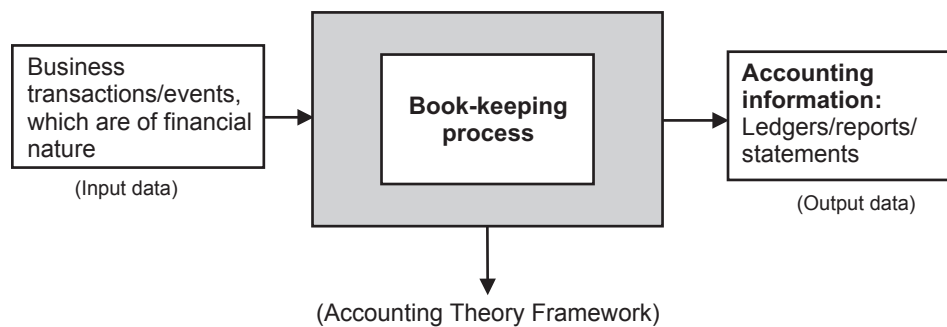 Business
transactions/events,
which are of financial
nature
(Input data)
Book-keeping
process
Accounting
information:
Ledgers/reports/
statements
(Output data)
(Accounting Theory Framework)